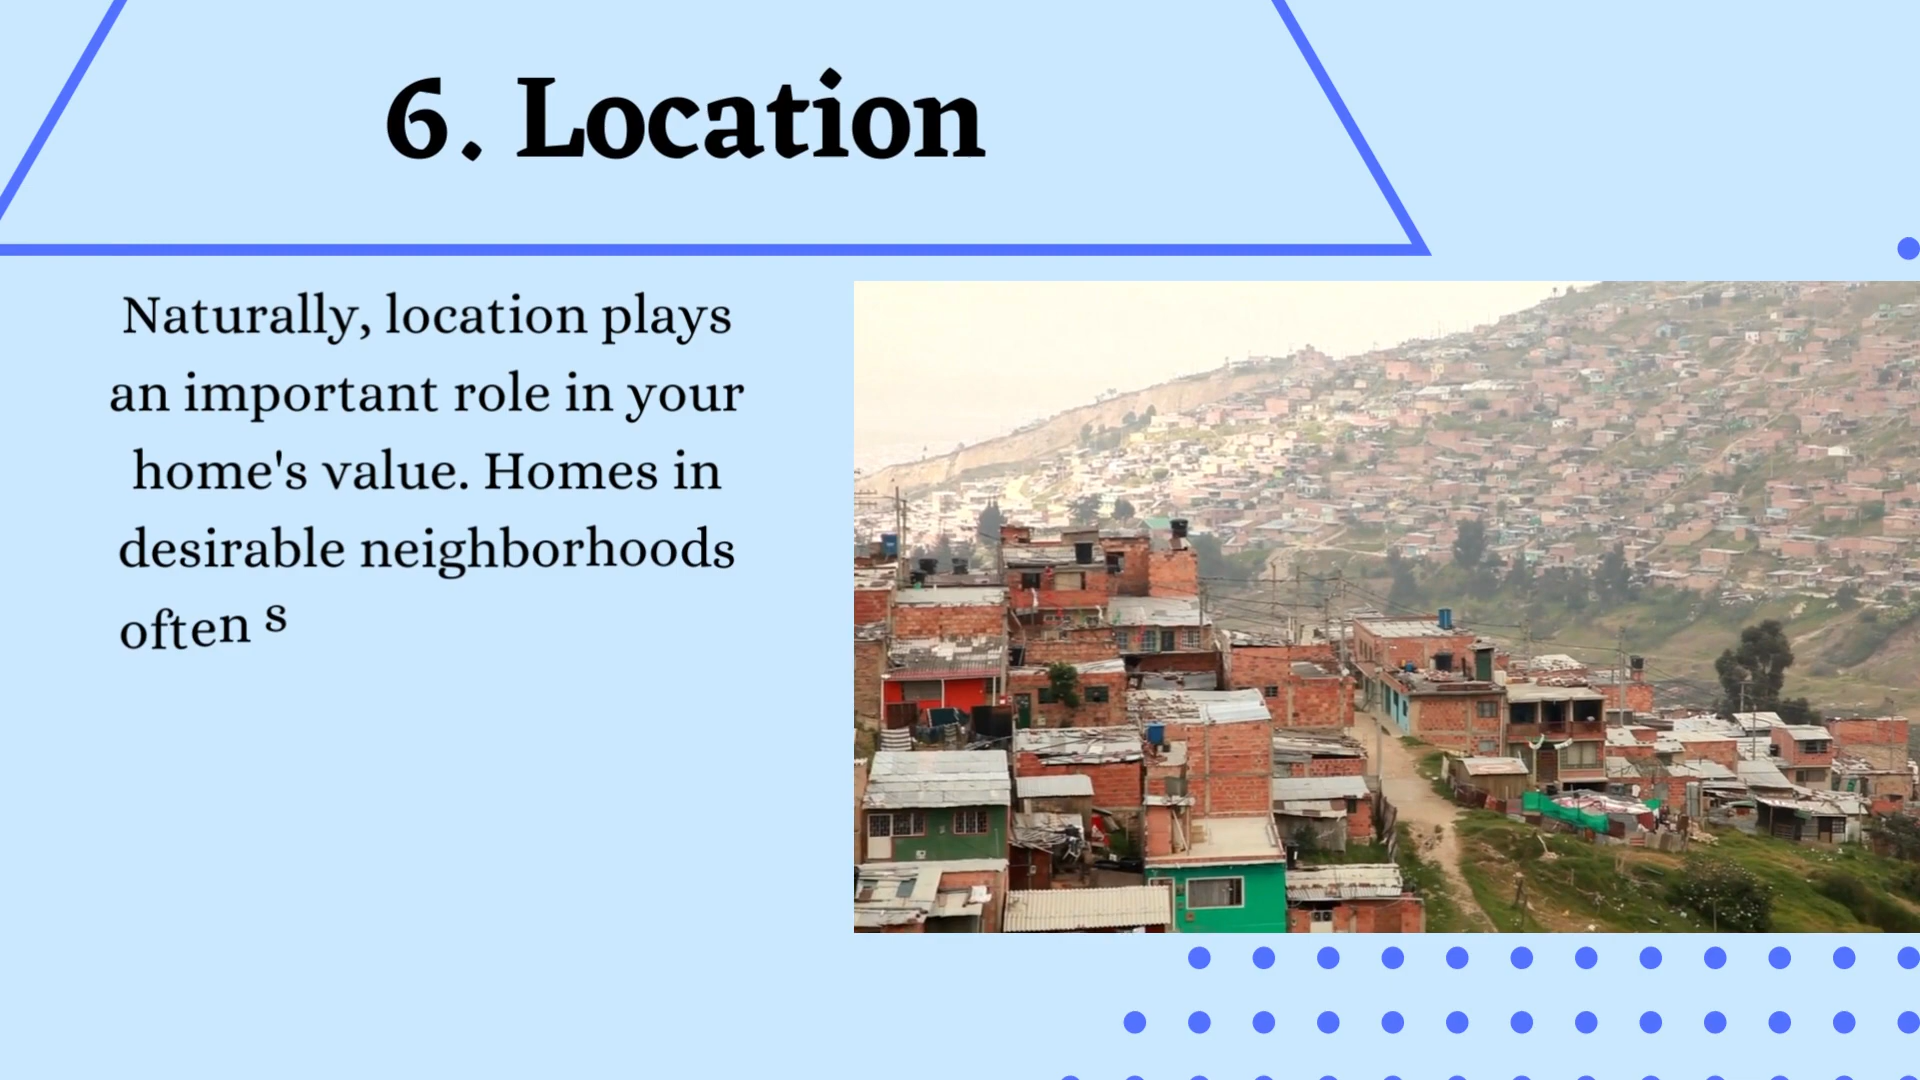 6. Location
Naturally, location plays
an important role in your
home's value. Homes in
desirable neighborhoods
often s